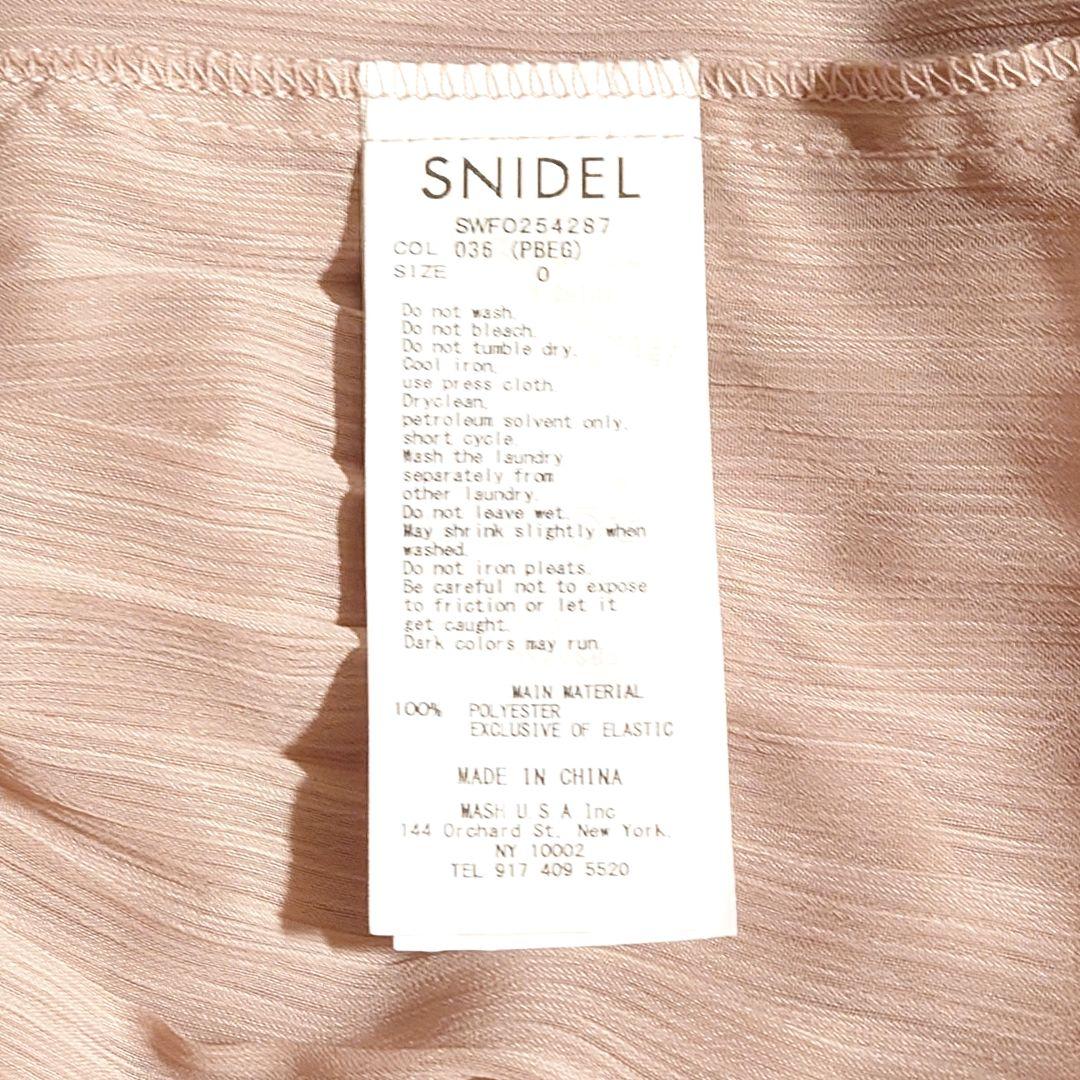 SNIDEL
SWFO254287
COL 036 (PBEG)
SIZE 0
Do not wash.
Do not bleach.
Do not tumble dry.
Cool iron,
use press cloth.
Dryclean,
petroleum solvent only,
short cycle.
Wash the laundry
separately from
other laundry.
Do not leave wet.
May shrink slightly when
washed.
Do not iron pleats.
Be careful not to expose
to friction or let it
get caught.
Dark colors may run.
MAIN MATERIAL
100% POLYESTER
EXCLUSIVE OF ELASTIC
MADE IN CHINA
MASH U.S.A Inc
144 Orchard St, New York,
NY 10002
TEL 917 409 5520